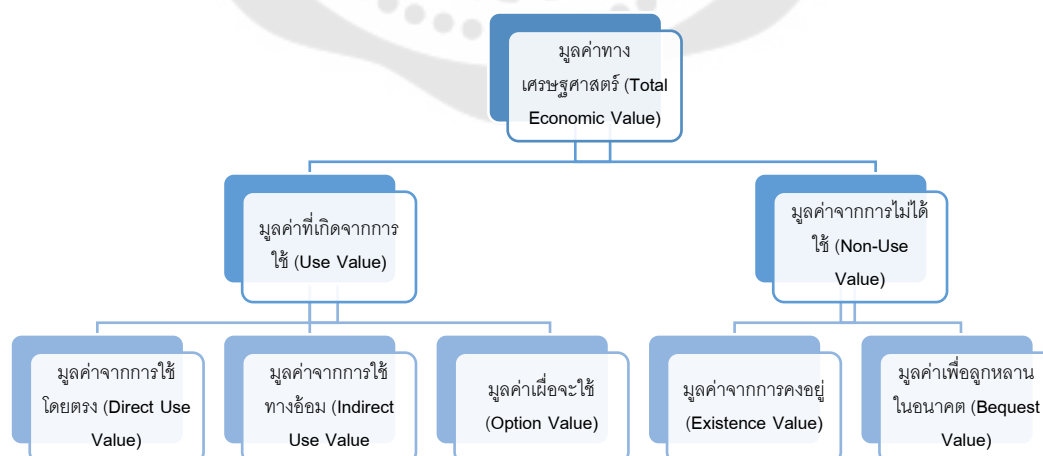 มูลค่าทาง
เศรษฐศาสตร์ (Total
Economic Value)
มูลค่าที่เกิดจากการ
ใช้ (Use Value)
มูลค่าจากการไม่ได้
ใช้ (Non-Use
Value)
มูลค่าจากการใช้
โดยตรง (Direct Use
Value)
มูลค่าจากการใช้
ทางอ้อม (Indirect
Use Value
มูลค่าเผื่อจะใช้
(Option Value)
มูลค่าจากการคงอยู่
(Existence Value)
มูลค่าเพื่อลูกหลาน
ในอนาคต (Bequest
Value)